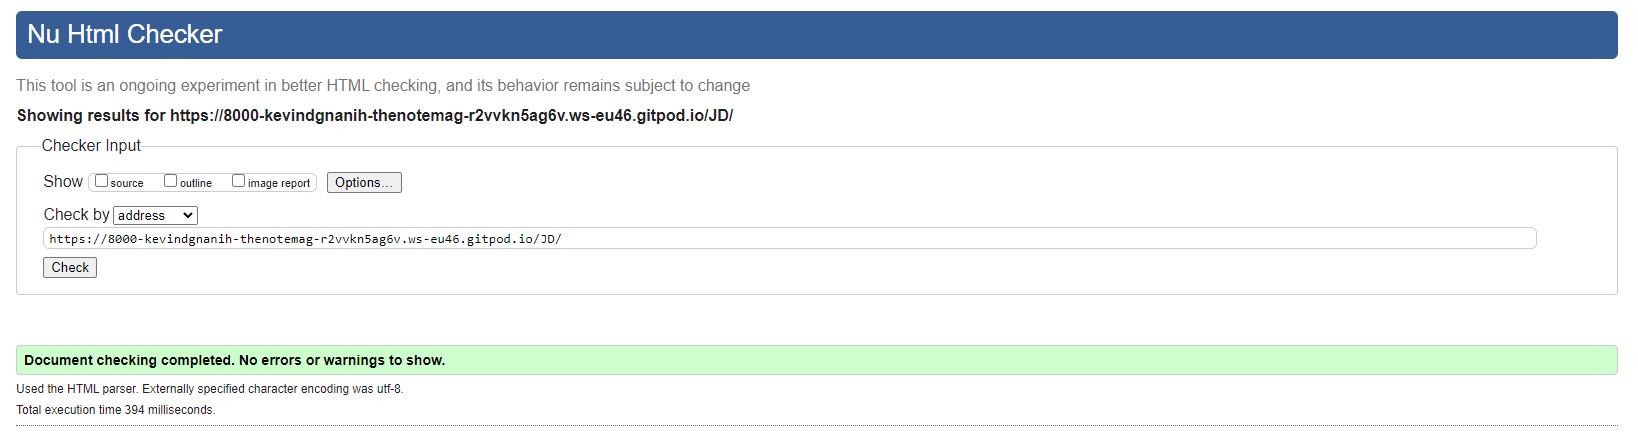 Nu Html Checker
This tool is an ongoing experiment in better HTML checking, and its behavior remains subject to change
Showing results for https://8000-kevindgnanih-thenotemag-r2vvkn5ag6v.ws-eu46.gitpod.io/JD/
Checker Input
Show source outline image report Options...
Check by address
https://8000-kevindgnanih-thenotemag-r2vvkn5ag6v.ws-eu46.gitpod.io/JD/
Check
Document checking completed. No errors or warnings to show.
Used the HTML parser. Externally specified character encoding was utf-8.
Total execution time 394 milliseconds.